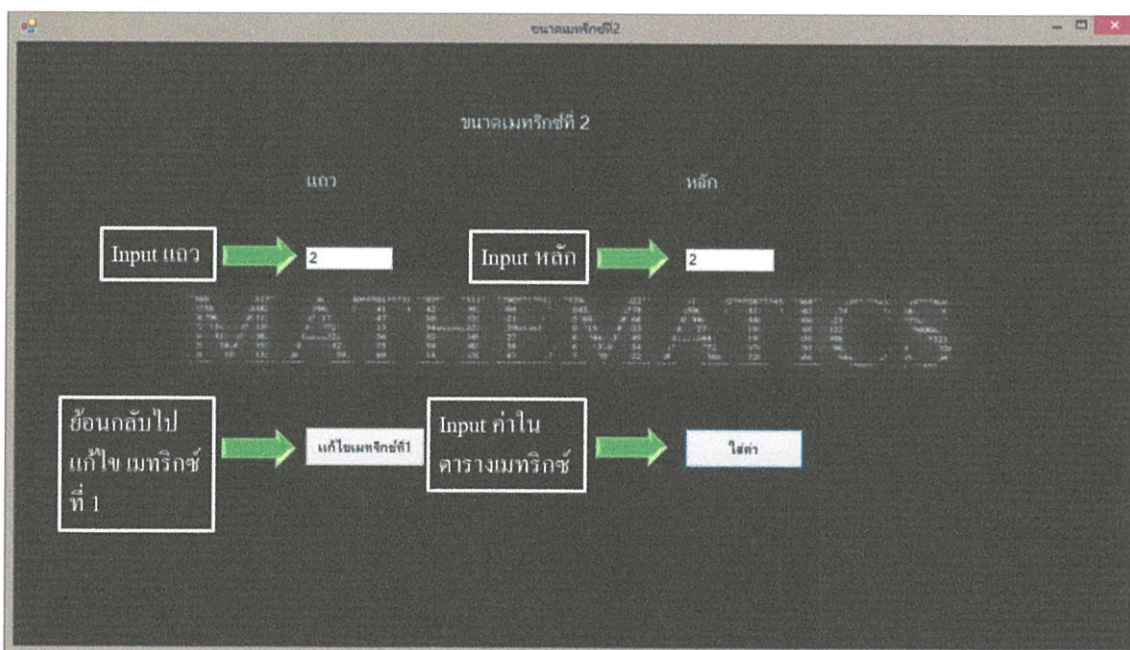 ขนาดเมทริกซ์ที่2
ขนาดเมทริกซ์ที่ 2
แถว
หลัก
Input แถว
2
Input หลัก
2
MATHEMATICS
ย้อนกลับไป
แก้ไข เมทริกซ์
ที่ 1
แก้ไขเมทริกซ์ที่1
Input ค่าใน
ตารางเมทริกซ์
ใส่ค่า